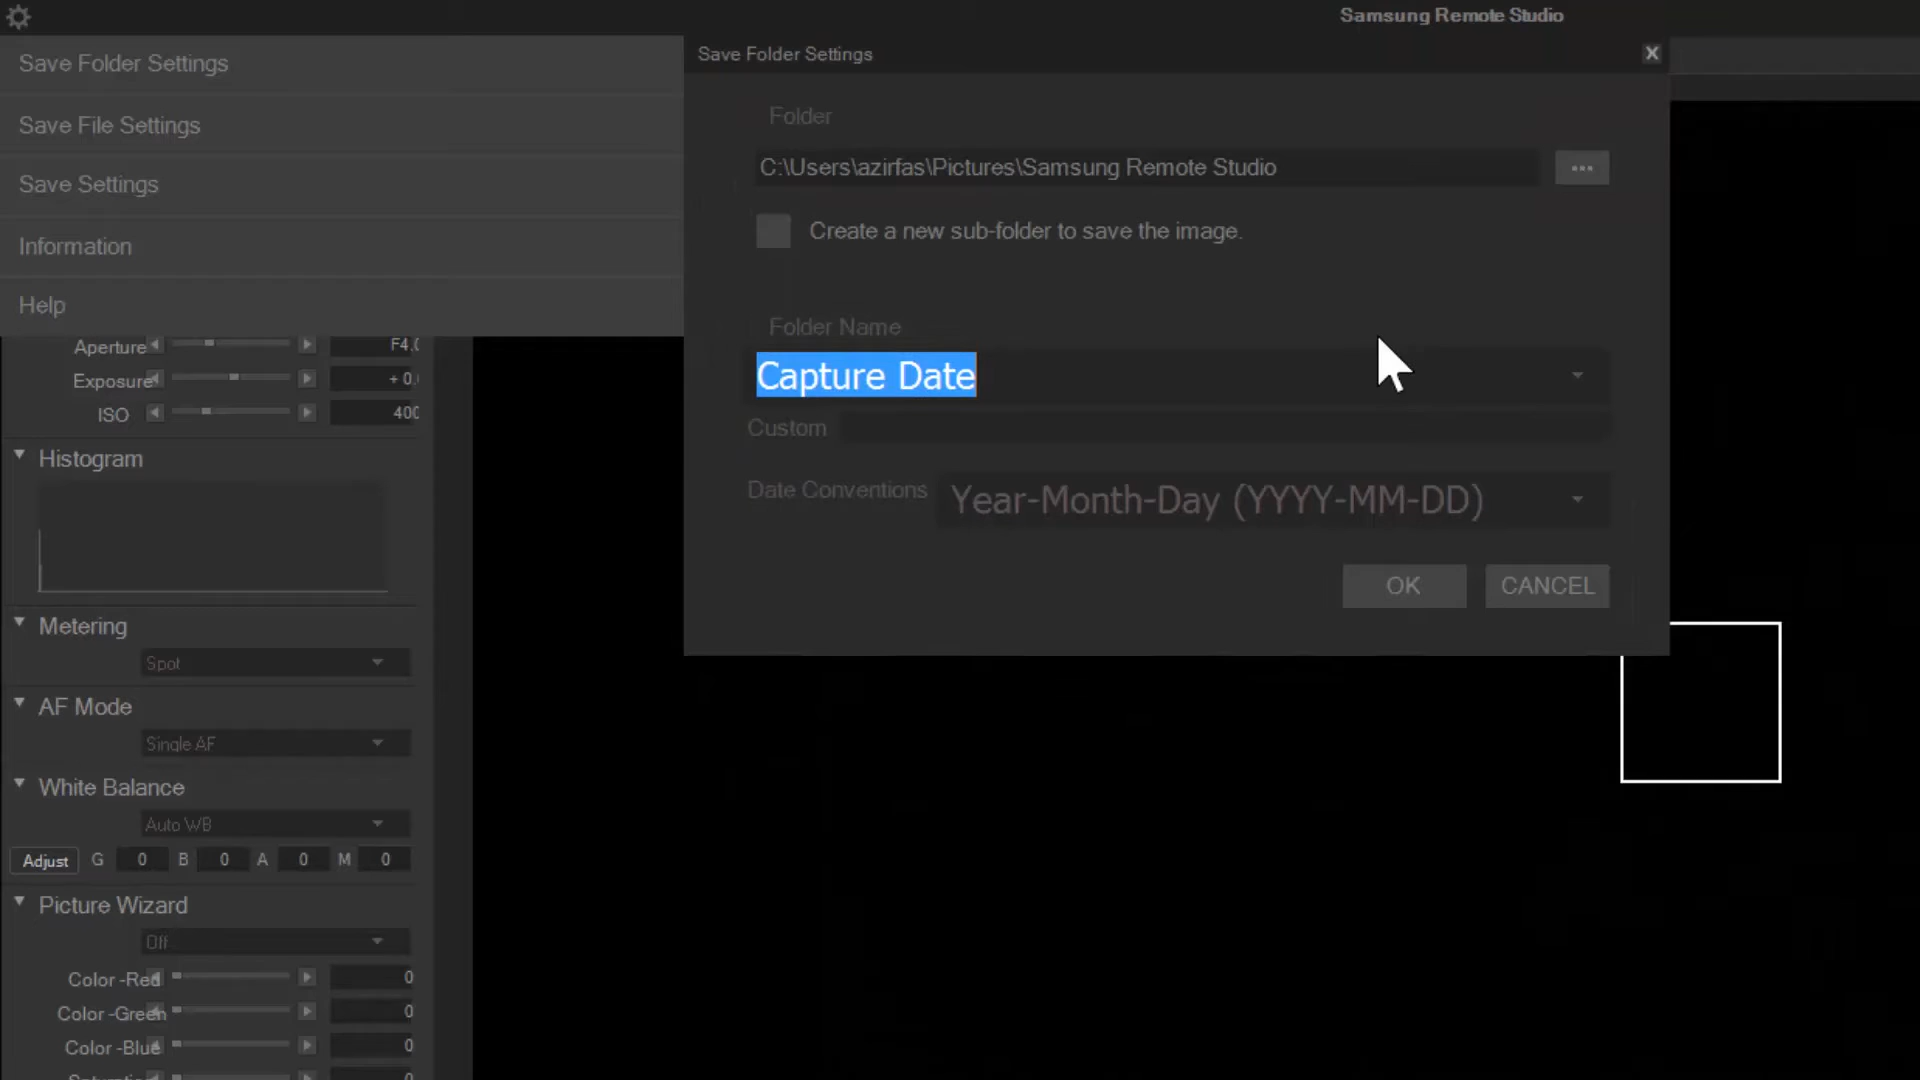 Samsung Remote Studio
Save Folder Settings
Save File Settings
Save Settings
Information
Help
Save Folder Settings
X
Folder
C:\Users\azirfas\Pictures\Samsung Remote Studio
...
Create a new sub-folder to save the image.
Folder Name
Capture Date
Custom
Date Conventions
Year-Month-Day (YYYY-MM-DD)
OK
CANCEL
Aperture F4.0
Exposure + 0.
ISO 400
Histogram
Metering
Spot
AF Mode
Single AF
White Balance
Auto WB
Adjust G 0 B 0 A 0 M 0
Picture Wizard
Off
Color -Red 0
Color -Green 0
Color -Blue 0